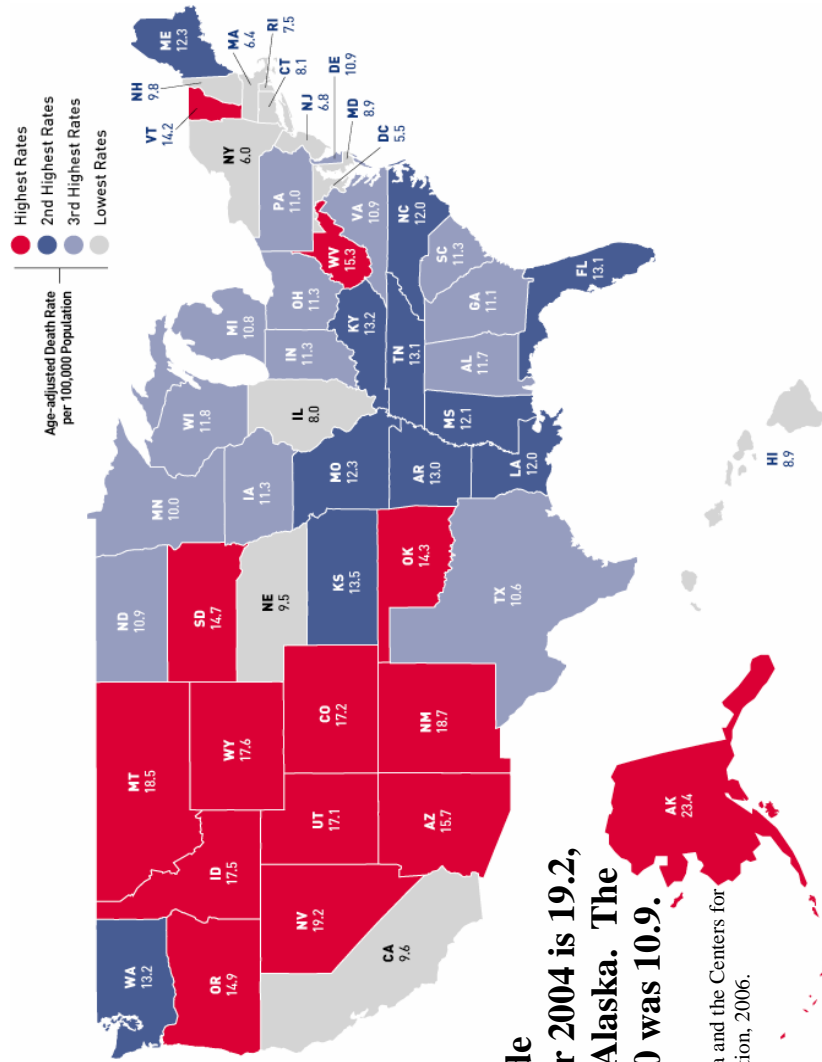 Age-adjusted Death Rate
per 100,000 Population
Highest Rates
2nd Highest Rates
3rd Highest Rates
Lowest Rates
WA
13.2
OR
14.9
CA
9.6
NV
19.2
ID
17.5
MT
18.5
WY
17.6
UT
17.1
AZ
15.7
CO
17.2
NM
18.7
ND
10.9
SD
14.7
NE
9.5
KS
13.5
OK
14.3
TX
10.6
MN
10.0
IA
11.3
MO
12.3
AR
13.0
LA
12.0
WI
11.8
IL
8.0
MS
12.1
MI
10.8
IN
11.3
OH
11.3
KY
13.2
TN
13.1
AL
11.7
GA
11.1
FL
13.1
SC
11.3
NC
12.0
VA
10.9
WV
15.3
PA
11.0
NY
6.0
VT
14.2
NH
9.8
ME
12.3
MA
6.4
RI
7.5
CT
8.1
NJ
6.8
DE
10.9
MD
8.9
DC
5.5
AK
23.4
HI
8.9
r 2004 is 19.2,
Alaska. The
0 was 10.9.
and the Centers for
tion, 2006.